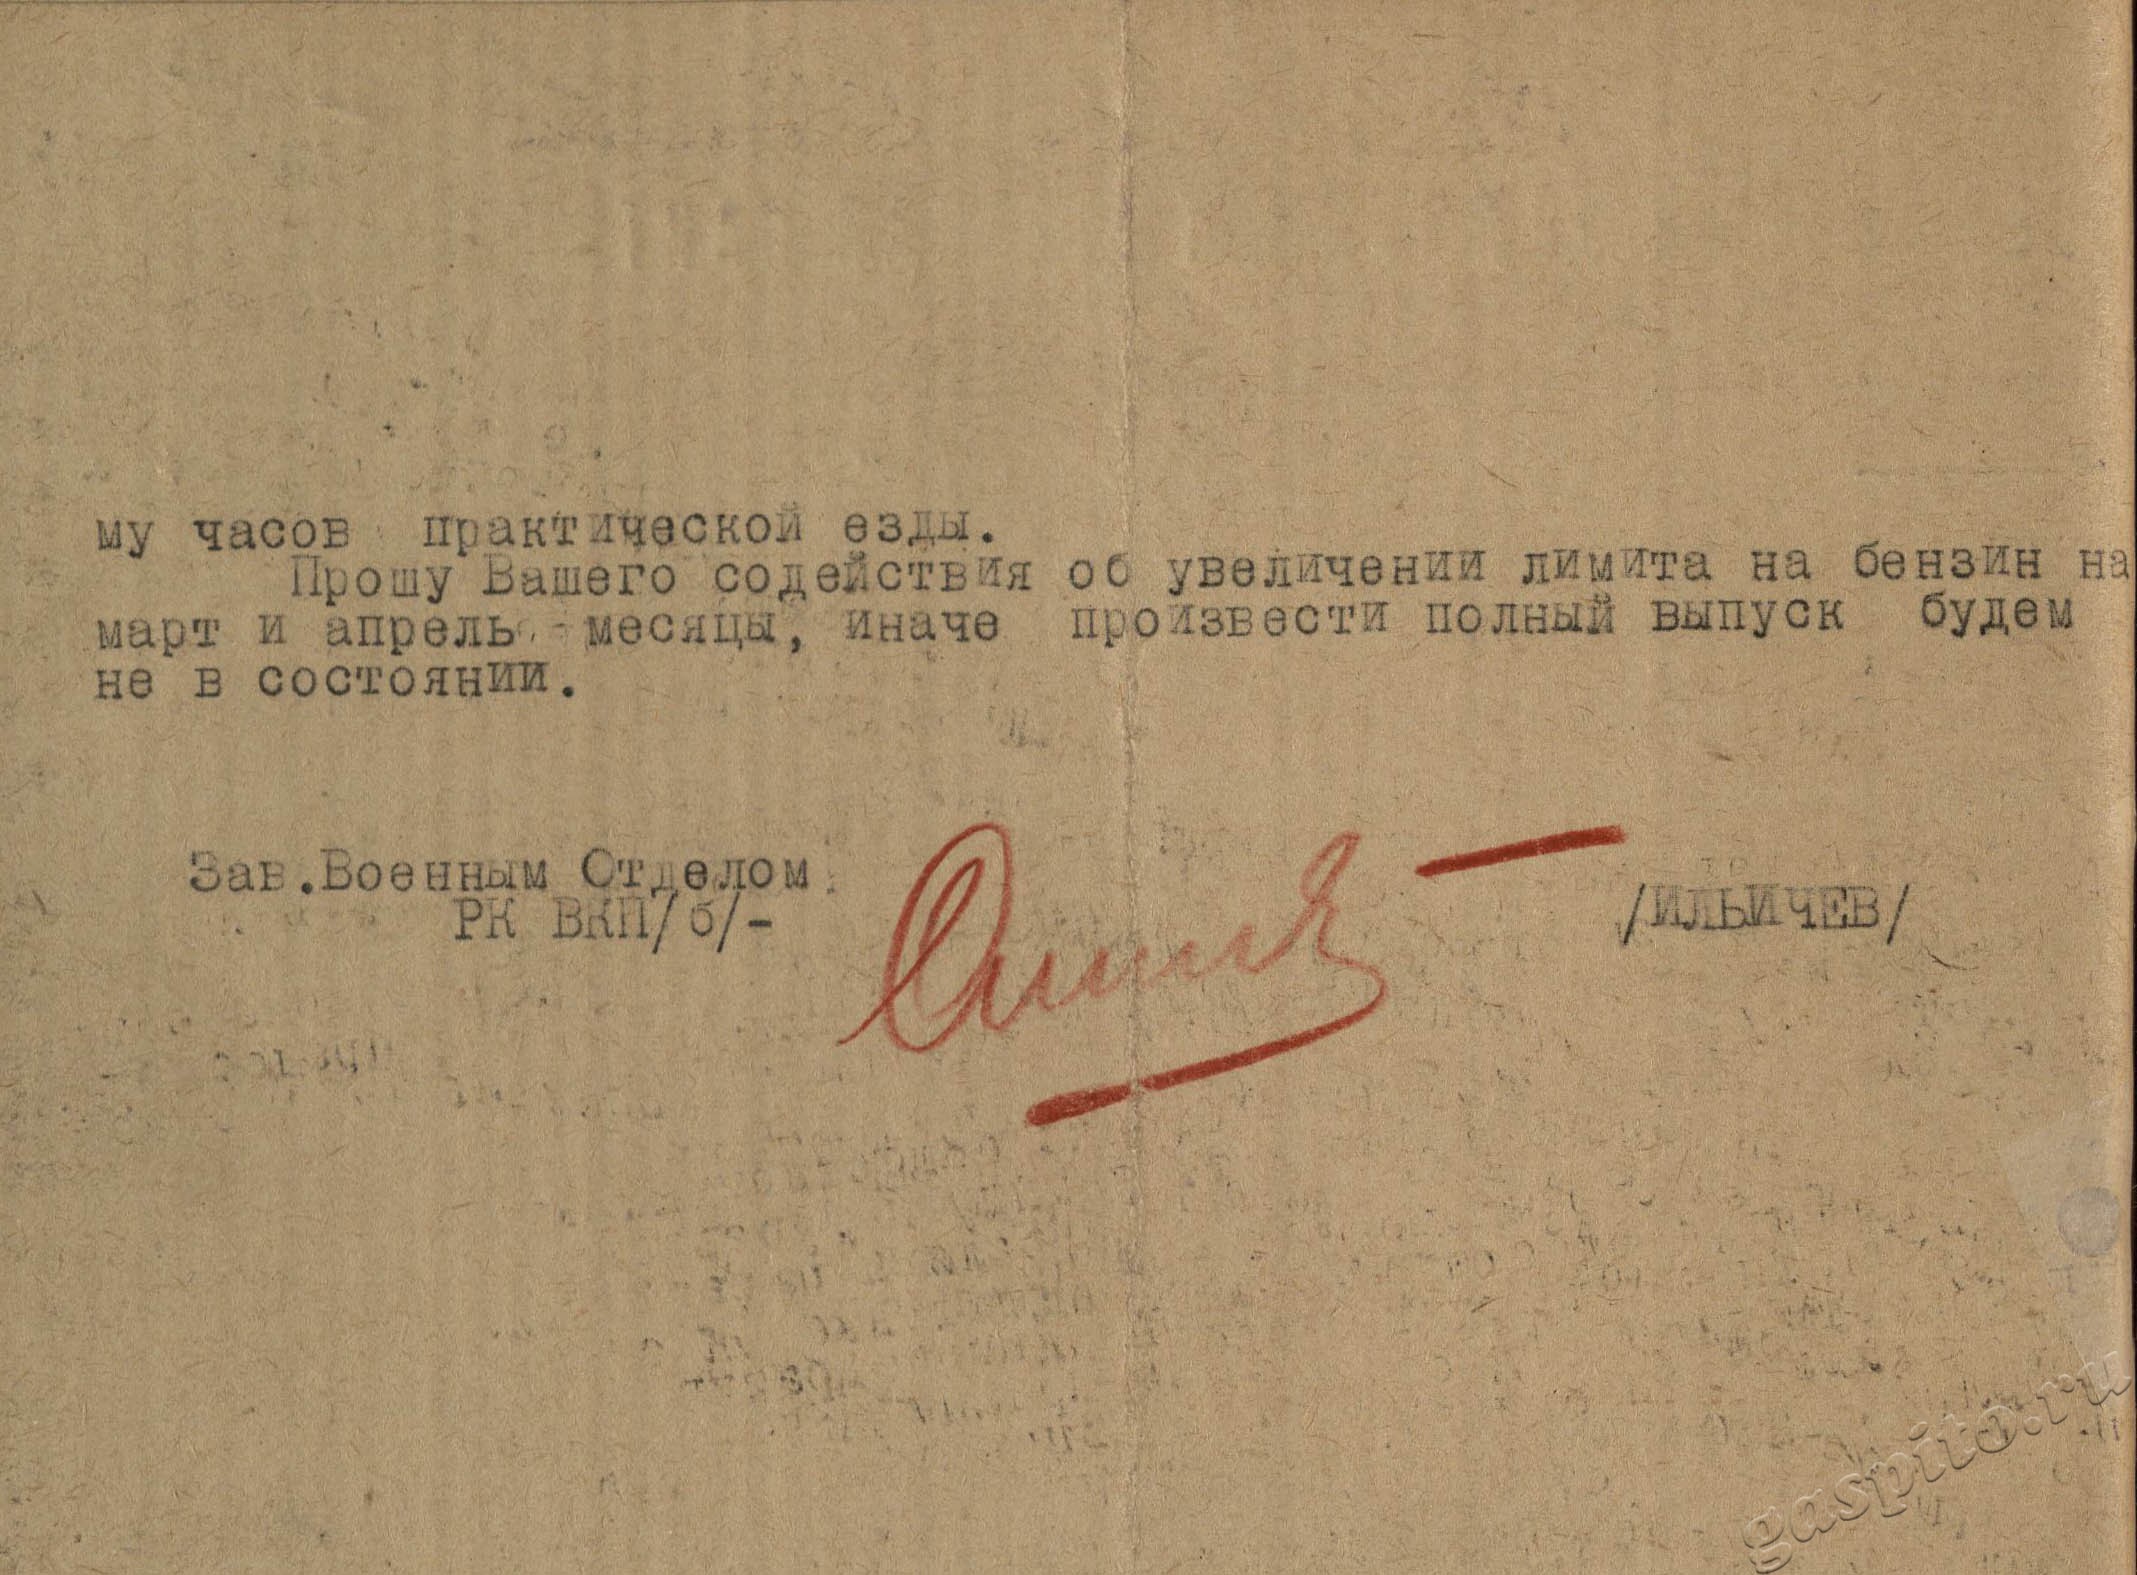 му часов практической езды.
Прошу Вашего содействия об увеличении лимита на бензин на
март и апрель месяцы, иначе произвести полный выпуск будем
не в состоянии.
Зав.Военным Отделом
РК ВКП/б/-
/ИЛЬИЧЕВ/
gaspito.ru